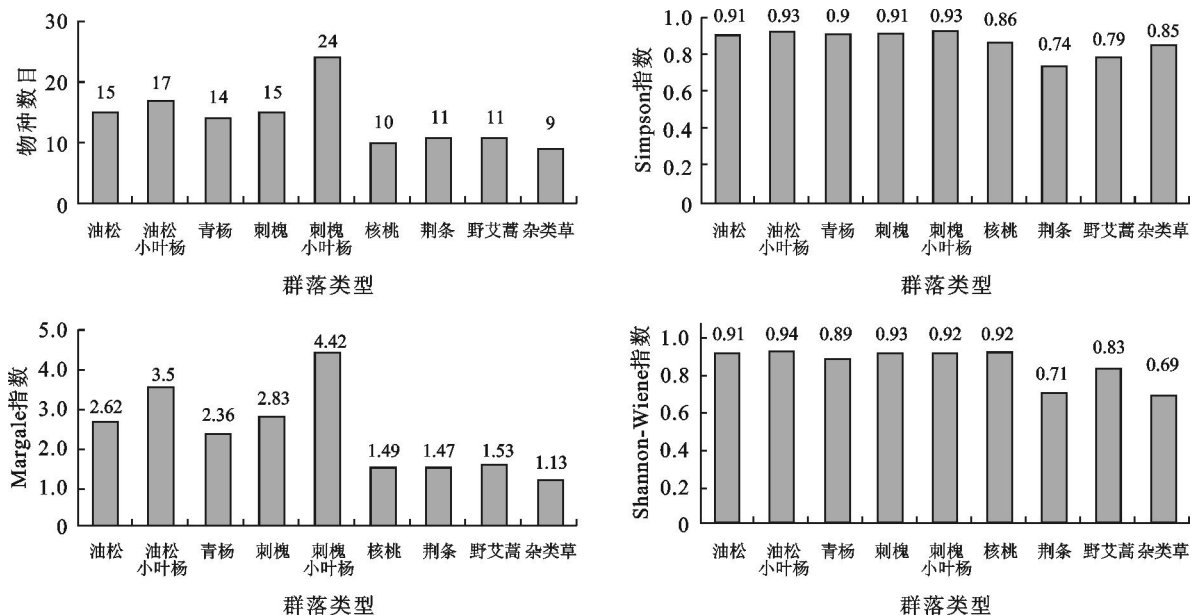 物种数目
30
20
10
0
15 17 14 15 24 10 11 11 9
油松 油松小叶杨 青杨 刺槐 刺槐小叶杨 核桃 荆条 野艾蒿 杂类草
群落类型
Simpson指数
1.0
0.8
0.6
0.4
0.2
0
0.91 0.93 0.9 0.91 0.93 0.86 0.74 0.79 0.85
油松 油松小叶杨 青杨 刺槐 刺槐小叶杨 核桃 荆条 野艾蒿 杂类草
群落类型
Margale指数
5.0
4.0
3.0
2.0
1.0
0
2.62 3.5 2.36 2.83 4.42 1.49 1.47 1.53 1.13
油松 油松小叶杨 青杨 刺槐 刺槐小叶杨 核桃 荆条 野艾蒿 杂类草
群落类型
Shannon-Wiene指数
1.0
0.8
0.6
0.4
0.2
0
0.91 0.94 0.89 0.93 0.92 0.92 0.71 0.83 0.69
油松 油松小叶杨 青杨 刺槐 刺槐小叶杨 核桃 荆条 野艾蒿 杂类草
群落类型